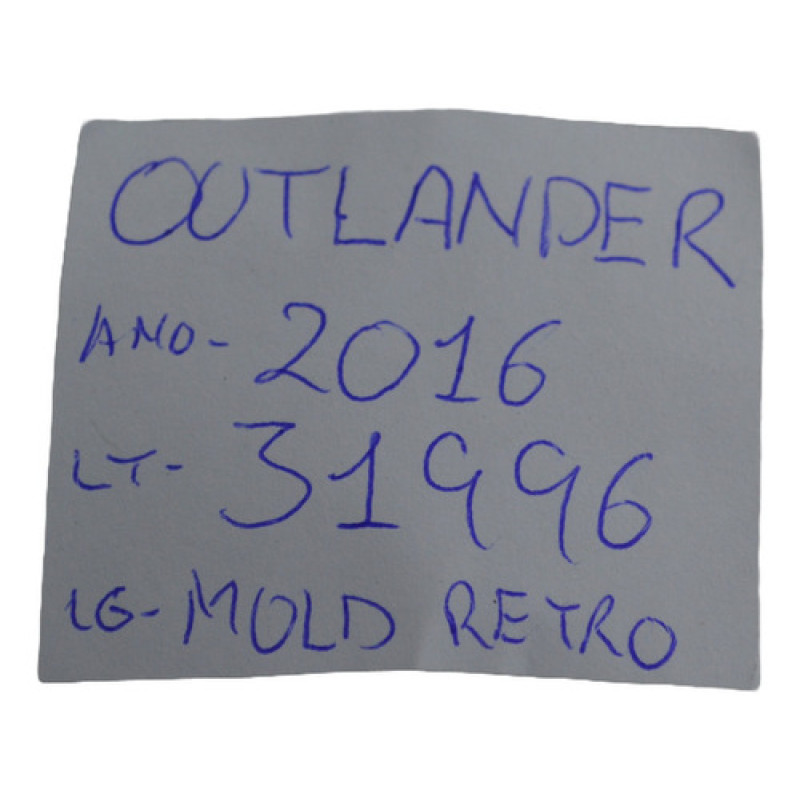 OUTLANDER
ANO- 2016
LT- 31996
LG- MOLD RETRO